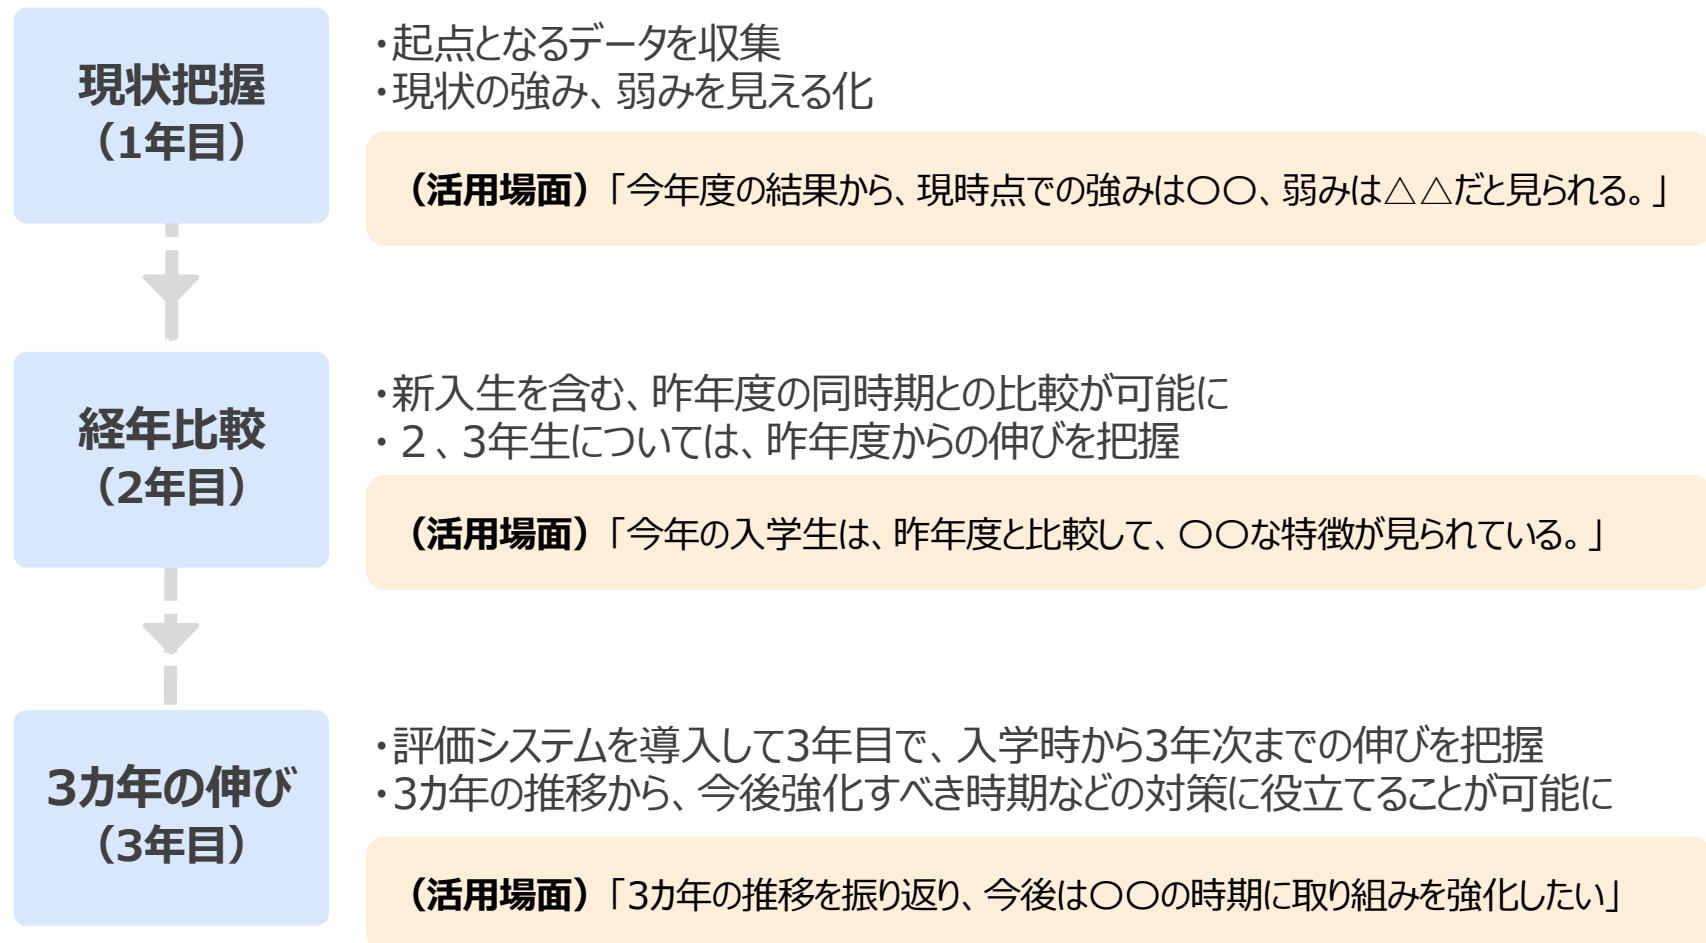 現状把握
（1年目）
・起点となるデータを収集
・現状の強み、弱みを見える化
（活用場面）「今年度の結果から、現時点での強みは〇〇、弱みは△△だと見られる。」
経年比較
（2年目）
・新入生を含む、昨年度の同時期との比較が可能に
・２、3年生については、昨年度からの伸びを把握
（活用場面）「今年の入学生は、昨年度と比較して、〇〇な特徴が見られている。」
3カ年の伸び
（3年目）
・評価システムを導入して3年目で、入学時から3年次までの伸びを把握
・3カ年の推移から、今後強化すべき時期などの対策に役立てることが可能に
（活用場面）「3カ年の推移を振り返り、今後は〇〇の時期に取り組みを強化したい」